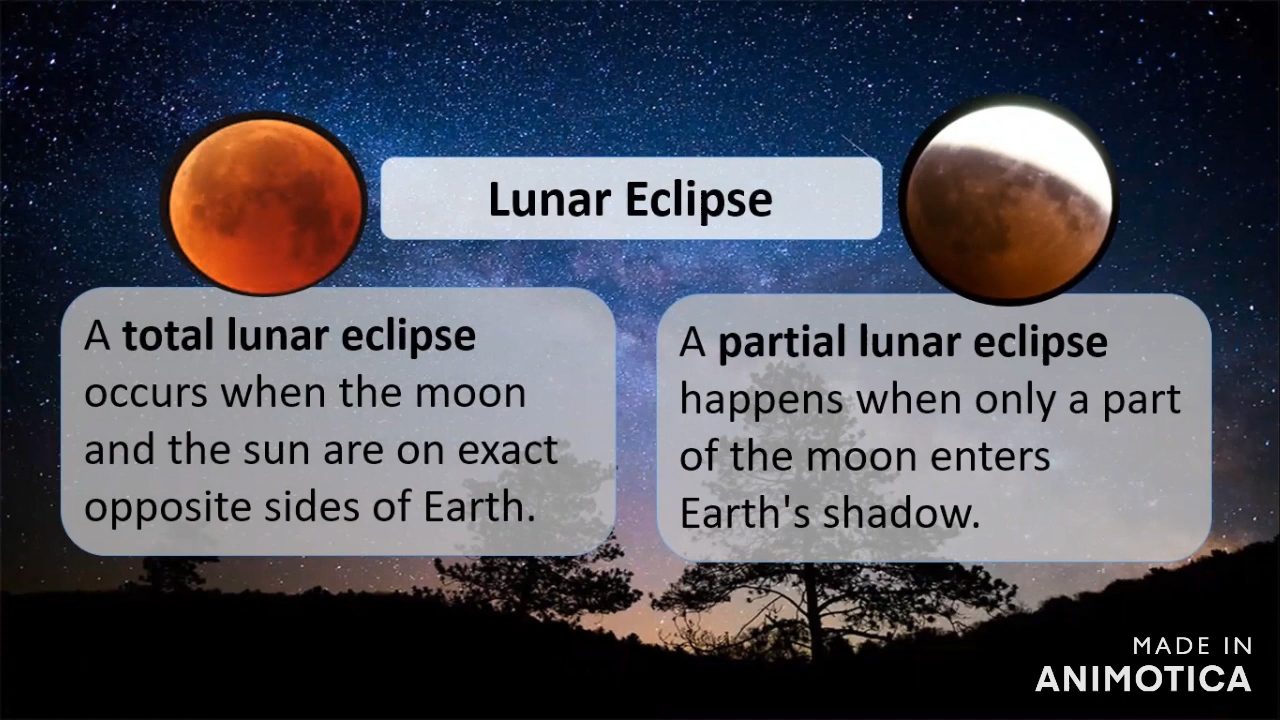 Lunar Eclipse
A total lunar eclipse
occurs when the moon
and the sun are on exact
opposite sides of Earth.
A partial lunar eclipse
happens when only a part
of the moon enters
Earth's shadow.
MADE IN
ANIMOTICA